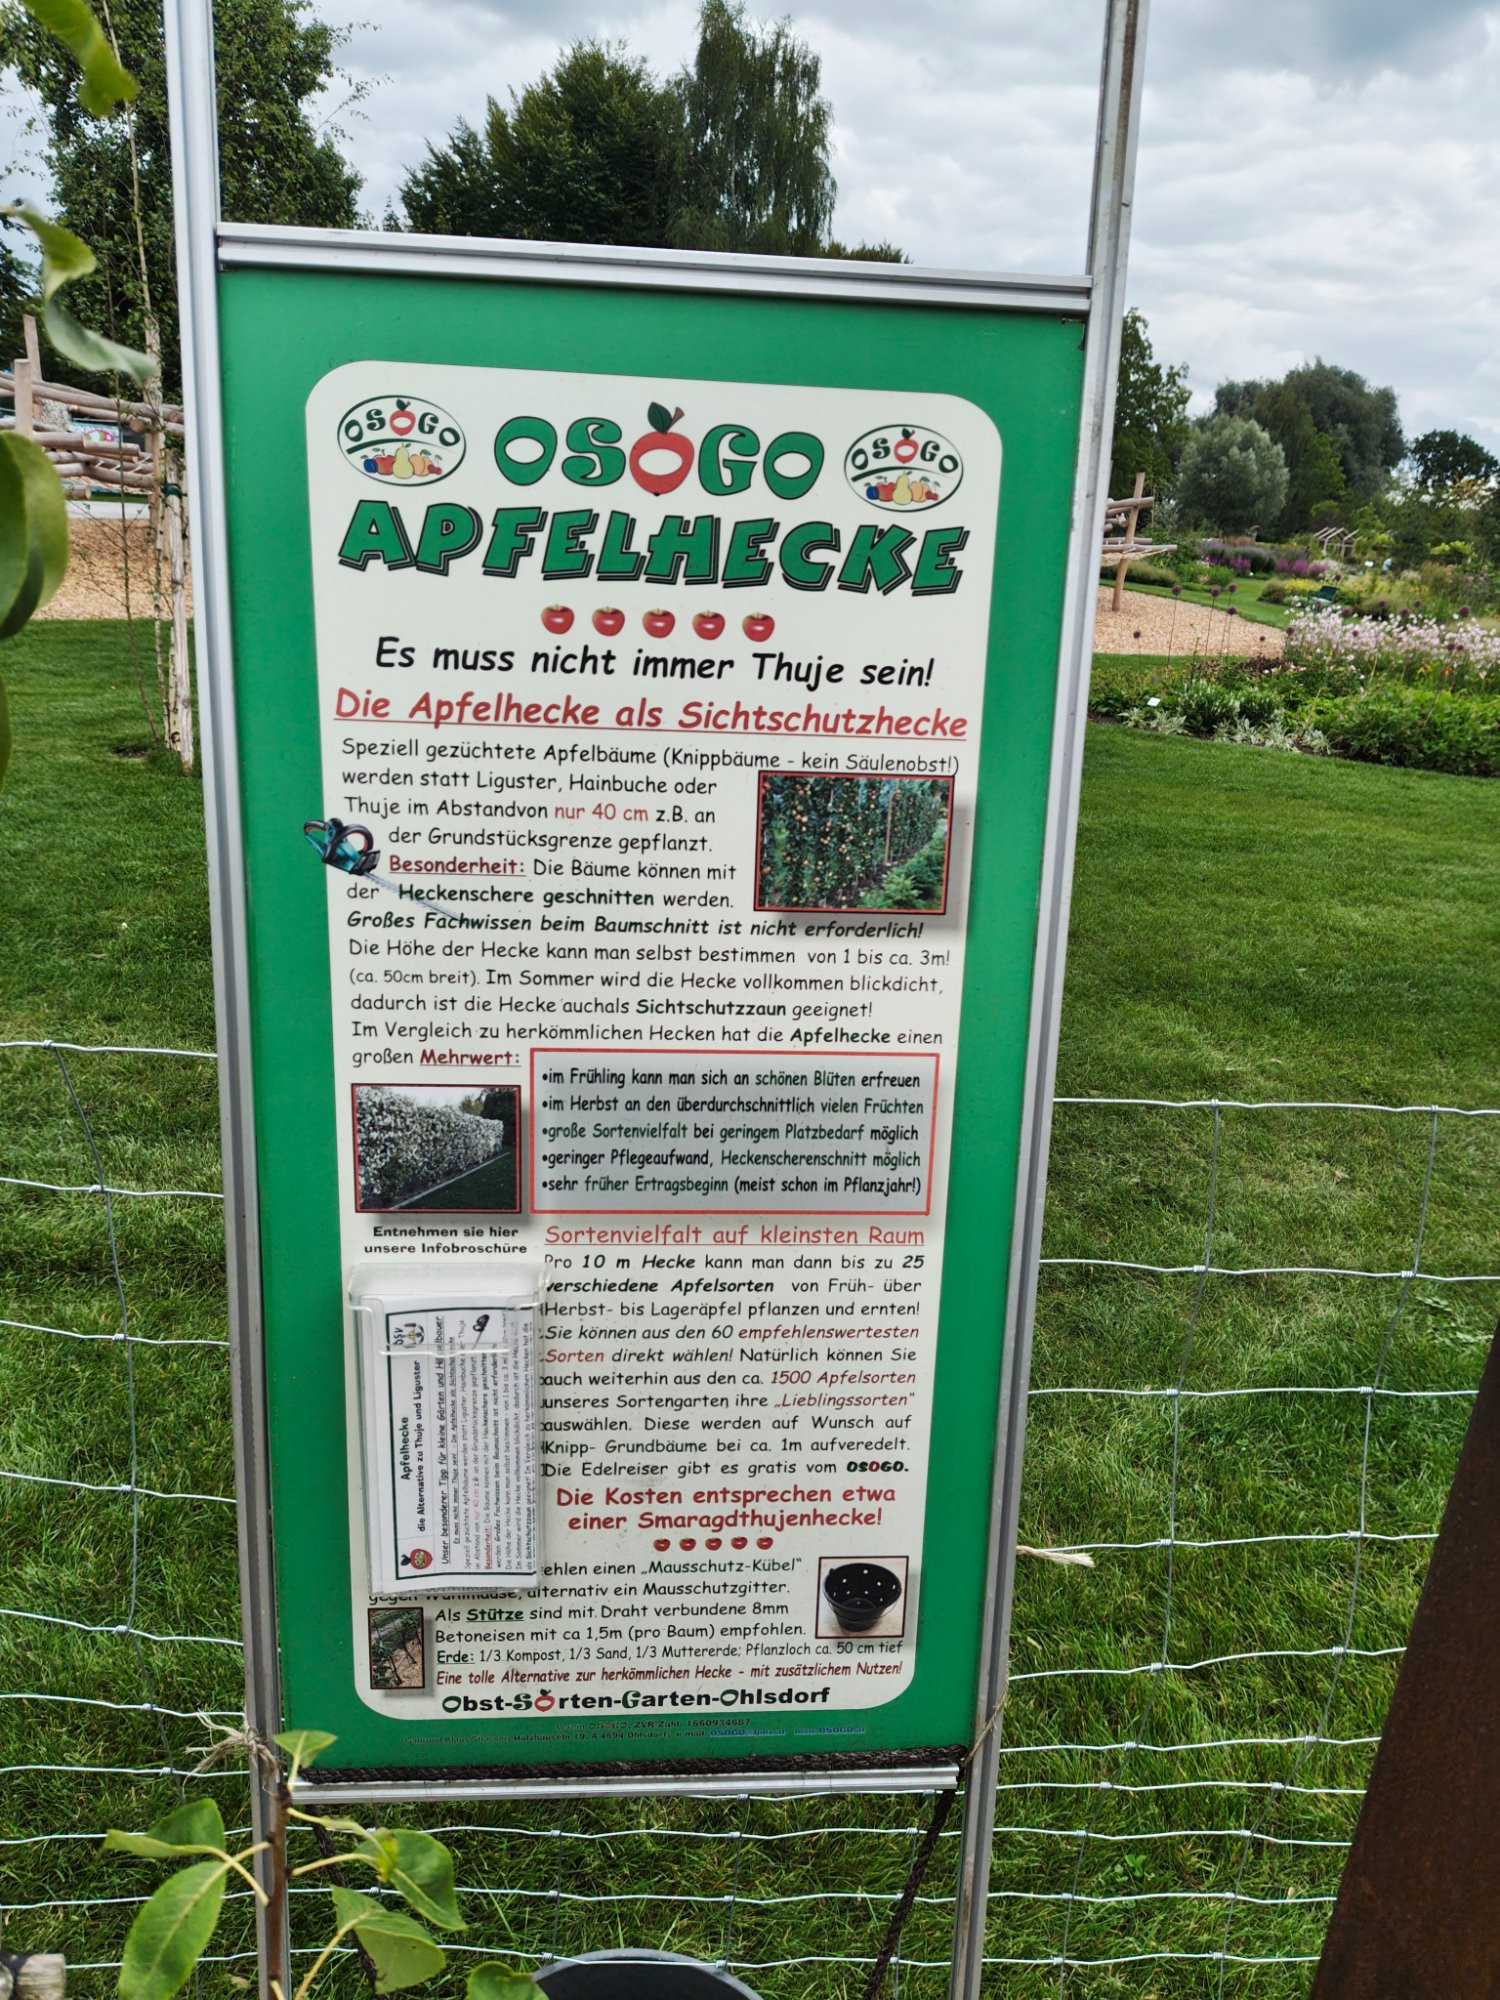 OSOGO
OSOGO
OSOGO
APFELHECKE
Es muss nicht immer Thuje sein!
Die Apfelhecke als Sichtschutzhecke
Speziell gezüchtete Apfelbäume (Knippbäume - kein Säulenobst!)
werden statt Liguster, Hainbuche oder
Thuje im Abstandvon nur 40 cm z.B. an
der Grundstücksgrenze gepflanzt.
Besonderheit: Die Bäume können mit
der Heckenschere geschnitten werden.
Großes Fachwissen beim Baumschnitt ist nicht erforderlich!
Die Höhe der Hecke kann man selbst bestimmen von 1 bis ca. 3m!
(ca. 50cm breit). Im Sommer wird die Hecke vollkommen blickdicht,
dadurch ist die Hecke auchals Sichtschutzzaun geeignet!
Im Vergleich zu herkömmlichen Hecken hat die Apfelhecke einen
großen Mehrwert:
•im Frühling kann man sich an schönen Blüten erfreuen
•im Herbst an den überdurchschnittlich vielen Früchten
•große Sortenvielfalt bei geringem Platzbedarf möglich
•geringer Pflegeaufwand, Heckenscherenschnitt möglich
•sehr früher Ertragsbeginn (meist schon im Pflanzjahr!)
Entnehmen sie hier
unsere Infobroschüre
Sortenvielfalt auf kleinsten Raum
Pro 10 m Hecke kann man dann bis zu 25
verschiedene Apfelsorten von Früh- über
Herbst- bis Lageräpfel pflanzen und ernten!
Sie können aus den 60 empfehlenswertesten
Sorten direkt wählen! Natürlich können Sie
auch weiterhin aus den ca. 1500 Apfelsorten
unseres Sortengarten ihre „Lieblingssorten"
auswählen. Diese werden auf Wunsch auf
Knipp- Grundbäume bei ca. 1m aufveredelt.
Die Edelreiser gibt es gratis vom OSOGO.
Die Kosten entsprechen etwa
einer Smaragdthujenhecke!
Apfelhecke
die Alternative zu Thuje und Liguster
Unser besonderer Tipp für kleine Gärten und
einen „Mausschutz-Kübel"
gegen Wühlmäuse, alternativ ein Mausschutzgitter.
Als Stütze sind mit Draht verbundene 8mm
Betoneisen mit ca 1,5m (pro Baum) empfohlen.
Erde: 1/3 Kompost, 1/3 Sand, 1/3 Muttererde; Pflanzloch ca. 50 cm tief
Eine tolle Alternative zur herkömmlichen Hecke - mit zusätzlichem Nutzen!
Obst-Sorten-Garten-Ohlsdorf